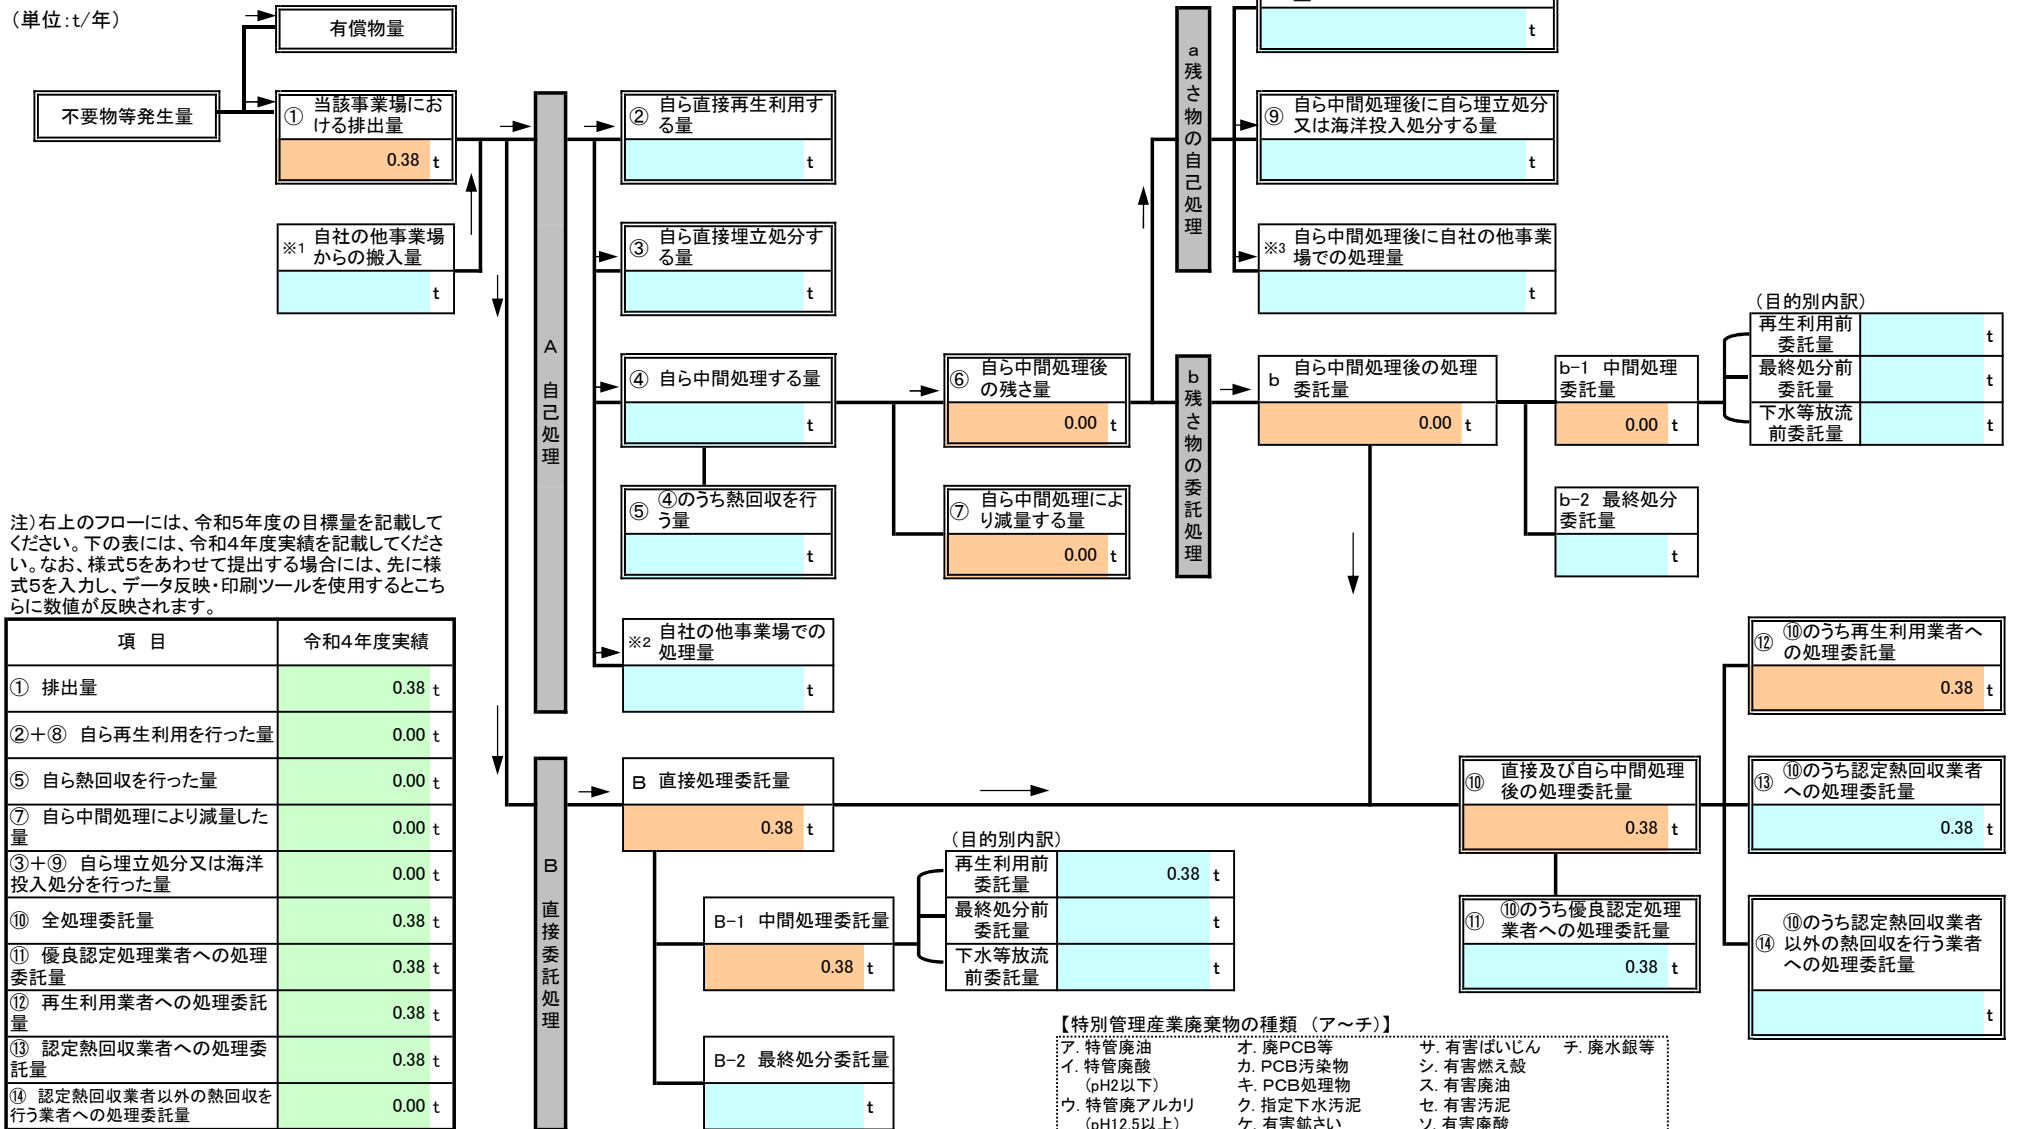 （単位：t/年）
有償物量
不要物等発生量
① 当該事業場にお
ける排出量
0.38 t
※1 自社の他事業場
からの搬入量
t
A 自己処理
② 自ら直接再生利用す
る量
t
③ 自ら直接埋立処分す
る量
t
④ 自ら中間処理する量
t
⑤ ④のうち熱回収を行
う量
t
※2 自社の他事業場での
処理量
t
⑥ 自ら中間処理後
の残さ量
0.00 t
⑦ 自ら中間処理によ
り減量する量
0.00 t
a 残さ物の自己処理
t
⑨ 自ら中間処理後に自ら埋立処分
又は海洋投入処分する量
t
※3 自ら中間処理後に自社の他事業
場での処理量
t
b 残さ物の委託処理
b 自ら中間処理後の処理
委託量
0.00 t
b-1 中間処理
委託量
0.00 t
b-2 最終処分
委託量
t
（目的別内訳）
再生利用前
委託量
t
最終処分前
委託量
t
下水等放流
前委託量
t
注）右上のフローには、令和5年度の目標量を記載して
ください。下の表には、令和4年度実績を記載してくださ
い。なお、様式5をあわせて提出する場合には、先に様
式5を入力し、データ反映・印刷ツールを使用するとこち
らに数値が反映されます。
項 目 令和4年度実績
① 排出量 0.38 t
②＋⑧ 自ら再生利用を行った量 0.00 t
⑤ 自ら熱回収を行った量 0.00 t
⑦ 自ら中間処理により減量した
量 0.00 t
③＋⑨ 自ら埋立処分又は海洋
投入処分を行った量 0.00 t
⑩ 全処理委託量 0.38 t
⑪ 優良認定処理業者への処理
委託量 0.38 t
⑫ 再生利用業者への処理委託
量 0.38 t
⑬ 認定熱回収業者への処理委
託量 0.38 t
⑭ 認定熱回収業者以外の熱回収を
行う業者への処理委託量 0.00 t
B 直接委託処理
B 直接処理委託量
0.38 t
B-1 中間処理委託量
0.38 t
B-2 最終処分委託量
t
（目的別内訳）
再生利用前
委託量
0.38 t
最終処分前
委託量
t
下水等放流
前委託量
t
⑩ 直接及び自ら中間処理
後の処理委託量
0.38 t
⑪ ⑩のうち優良認定処理
業者への処理委託量
0.38 t
⑫ ⑩のうち再生利用業者へ
の処理委託量
0.38 t
⑬ ⑩のうち認定熱回収業者
への処理委託量
0.38 t
⑭ ⑩のうち認定熱回収業者
以外の熱回収を行う業者
への処理委託量
t
【特別管理産業廃棄物の種類 （ア～チ）】
ア. 特管廃油 オ. 廃PCB等 サ. 有害ばいじん チ. 廃水銀等
イ. 特管廃酸 カ. PCB汚染物 シ. 有害燃え殻
（pH2以下） キ. PCB処理物 ス. 有害廃油
ウ. 特管廃アルカリ ク. 指定下水汚泥 セ. 有害汚泥
（pH12.5以上） ケ. 有害鉱さい ソ. 有害廃酸